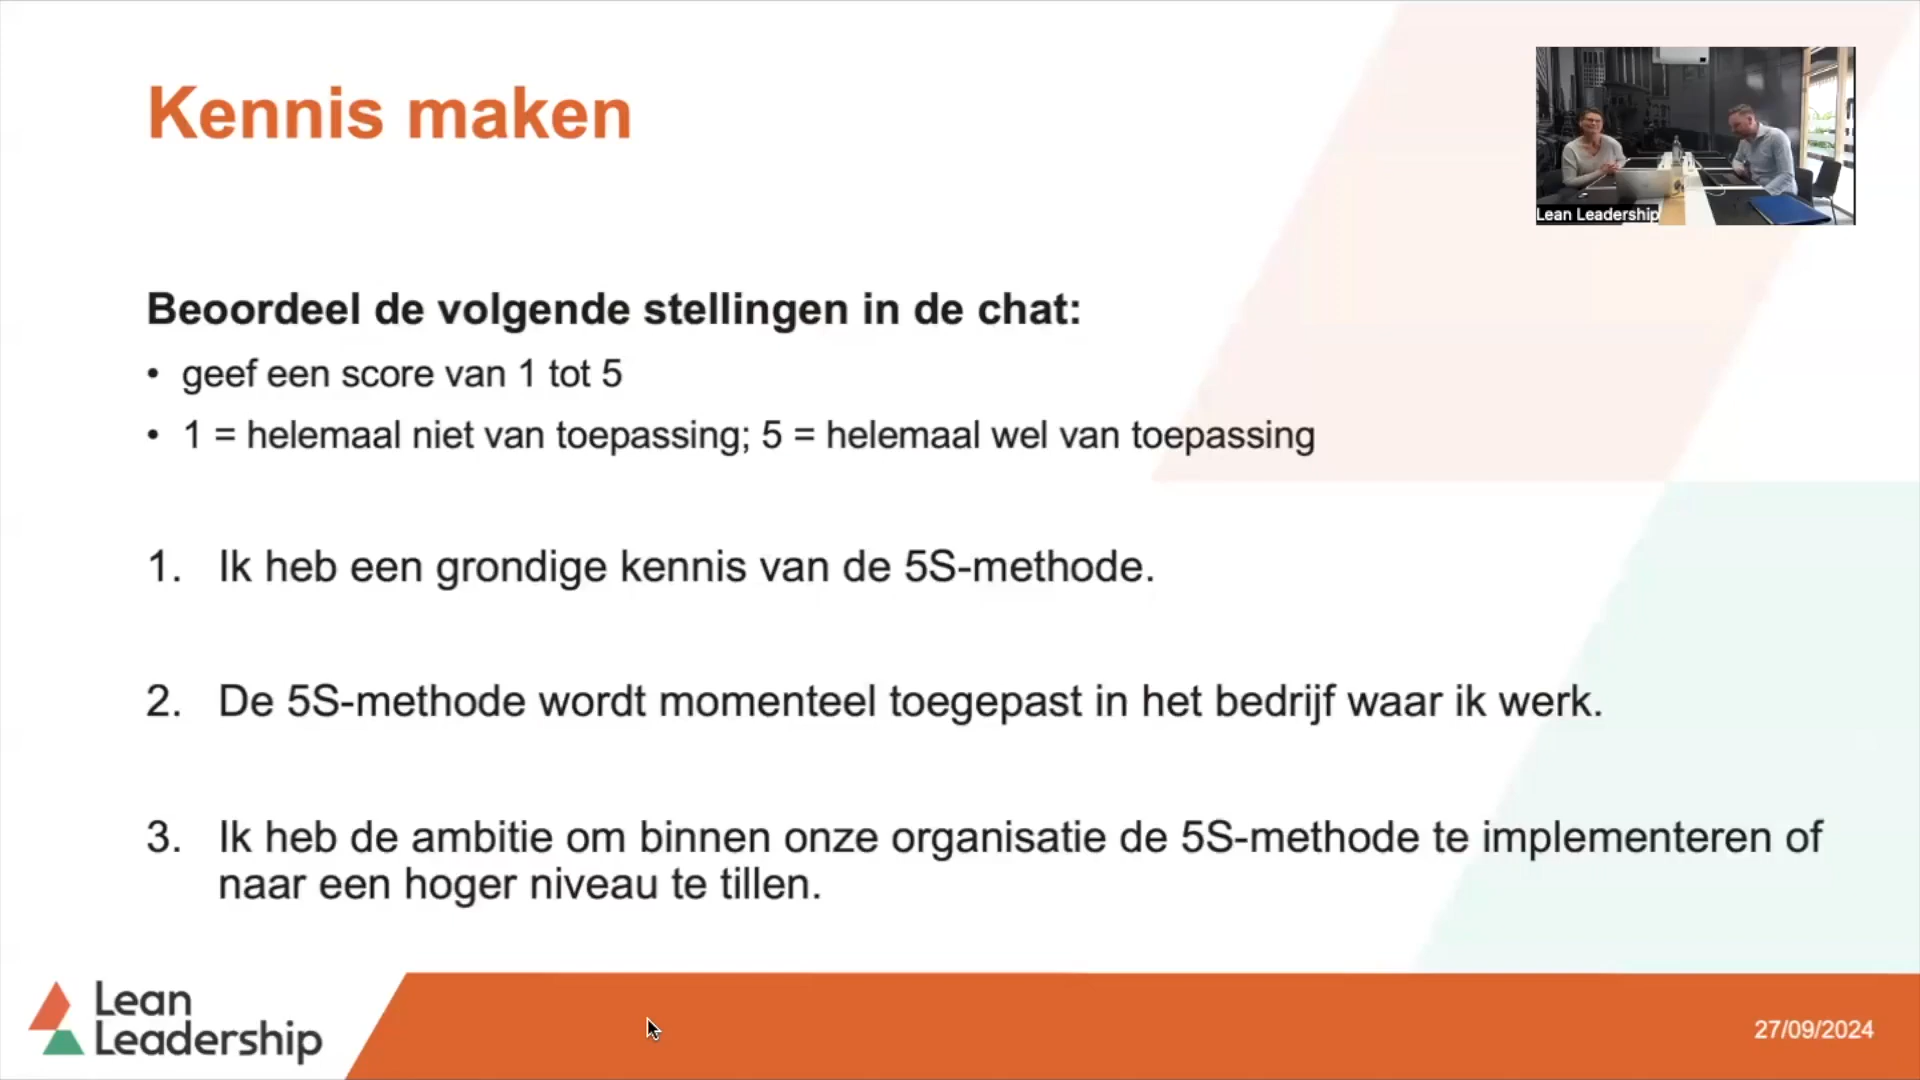 Kennis maken
Lean Leadership
Beoordeel de volgende stellingen in de chat:
• geef een score van 1 tot 5
• 1 = helemaal niet van toepassing; 5 = helemaal wel van toepassing
1. Ik heb een grondige kennis van de 5S-methode.
2. De 5S-methode wordt momenteel toegepast in het bedrijf waar ik werk.
3. Ik heb de ambitie om binnen onze organisatie de 5S-methode te implementeren of
naar een hoger niveau te tillen.
Lean
Leadership
27/09/2024